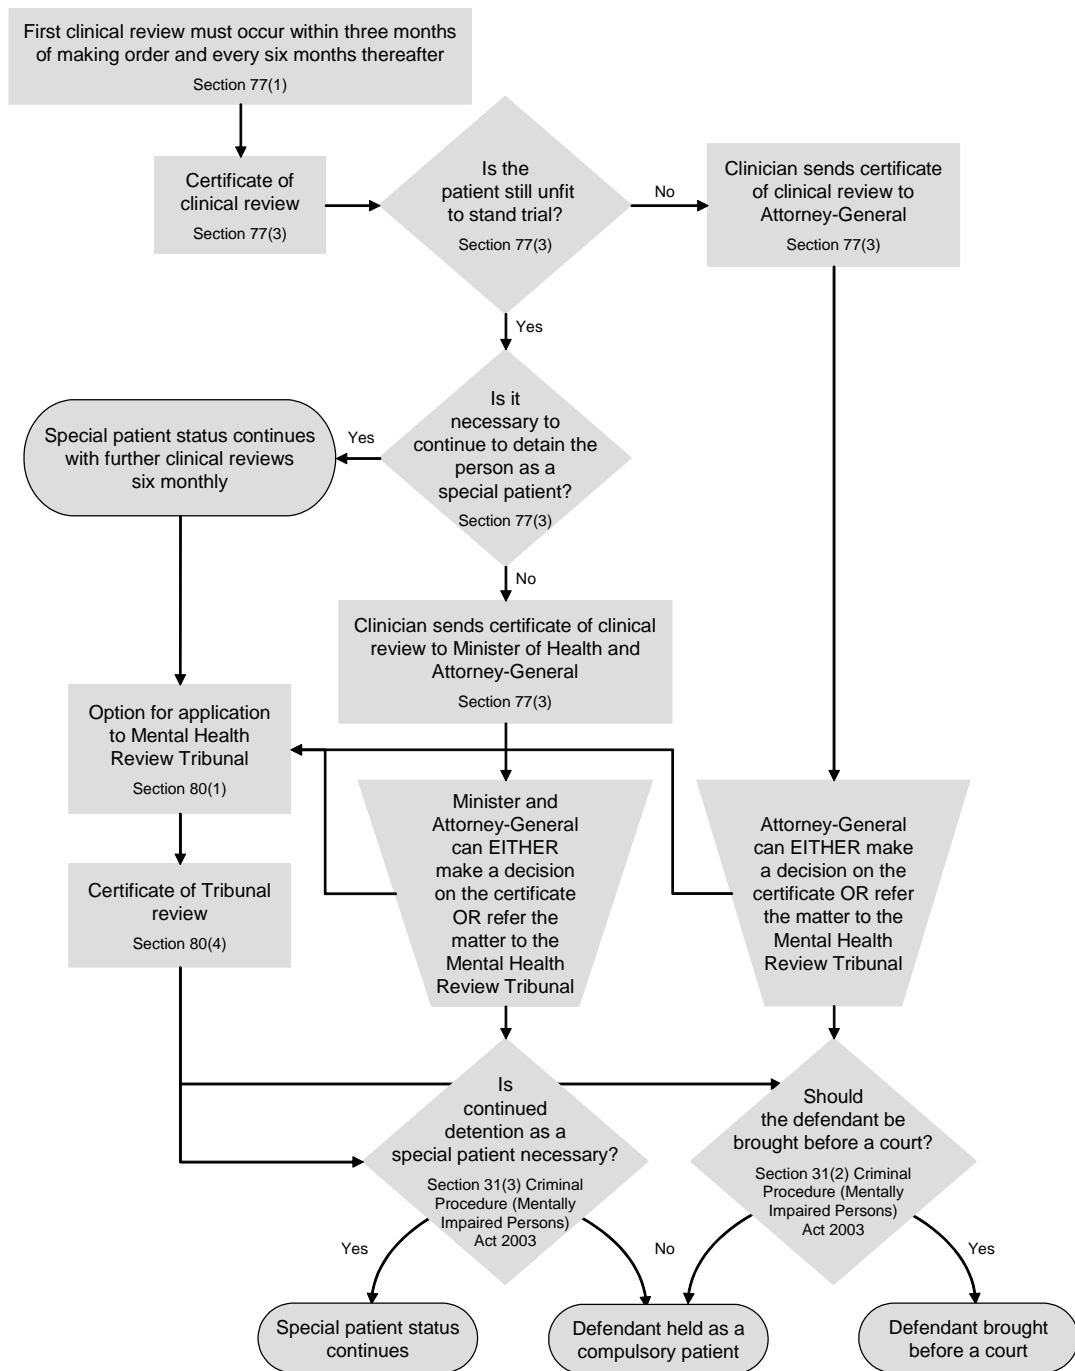 First clinical review must occur within three months
of making order and every six months thereafter
Section 77(1)
Certificate of
clinical review
Section 77(3)
Is the
patient still unfit
to stand trial?
Section 77(3)
No
Clinician sends certificate
of clinical review to
Attorney-General
Section 77(3)
Yes
Is it
necessary to
continue to detain the
person as a
special patient?
Section 77(3)
Yes
Special patient status continues
with further clinical reviews
six monthly
No
Clinician sends certificate of clinical
review to Minister of Health and
Attorney-General
Section 77(3)
Option for application
to Mental Health
Review Tribunal
Section 80(1)
Minister and
Attorney-General
can EITHER
make a decision
on the certificate
OR refer the
matter to the
Mental Health
Review Tribunal
Attorney-General
can EITHER make
a decision on the
certificate OR refer
the matter to the
Mental Health
Review Tribunal
Certificate of Tribunal
review
Section 80(4)
Is
continued
detention as a
special patient necessary?
Section 31(3) Criminal
Procedure (Mentally
Impaired Persons)
Act 2003
Should
the defendant be
brought before a court?
Section 31(2) Criminal
Procedure (Mentally
Impaired Persons)
Act 2003
Yes
No
Yes
Special patient status
continues
Defendant held as a
compulsory patient
Defendant brought
before a court